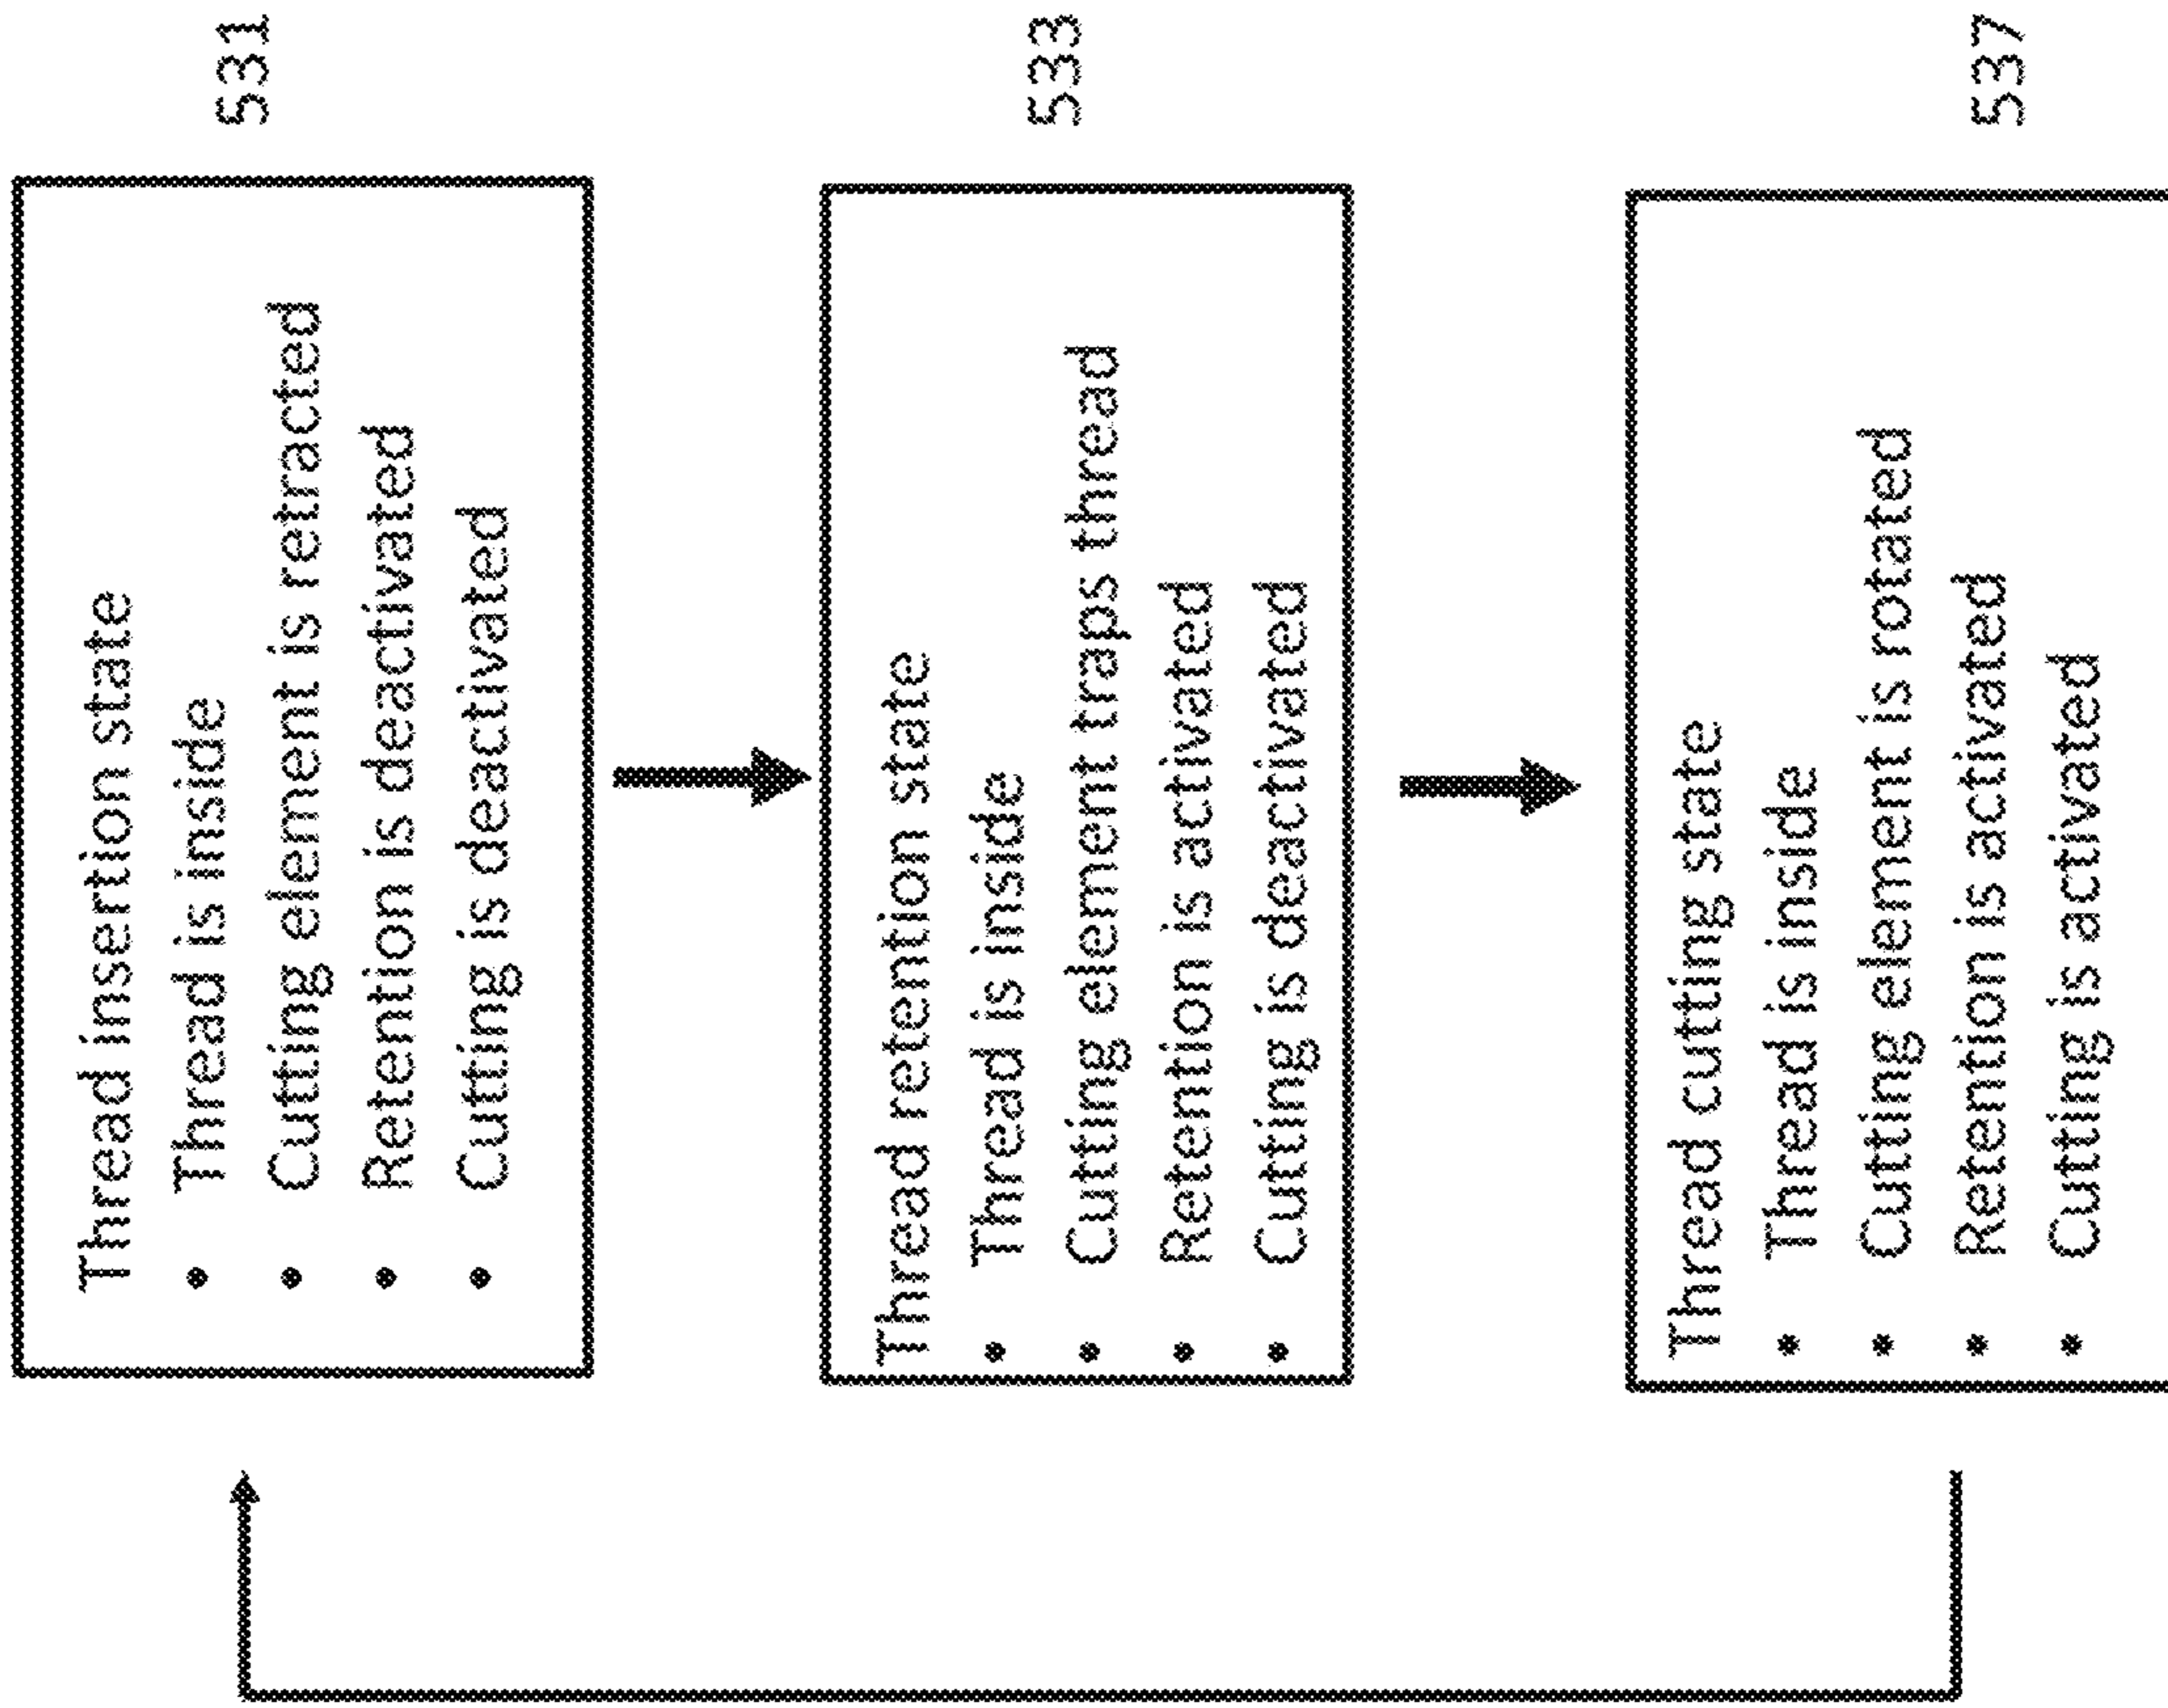 Thread insertion state
• Thread is inside
• Cutting element is retracted
• Retention is deactivated
• Cutting is deactivated
531
Thread retention state
• Thread is inside
• Cutting element traps thread
• Retention is activated
• Cutting is deactivated
533
Thread cutting state
• Thread is inside
• Cutting element is rotated
• Retention is activated
• Cutting is activated
537